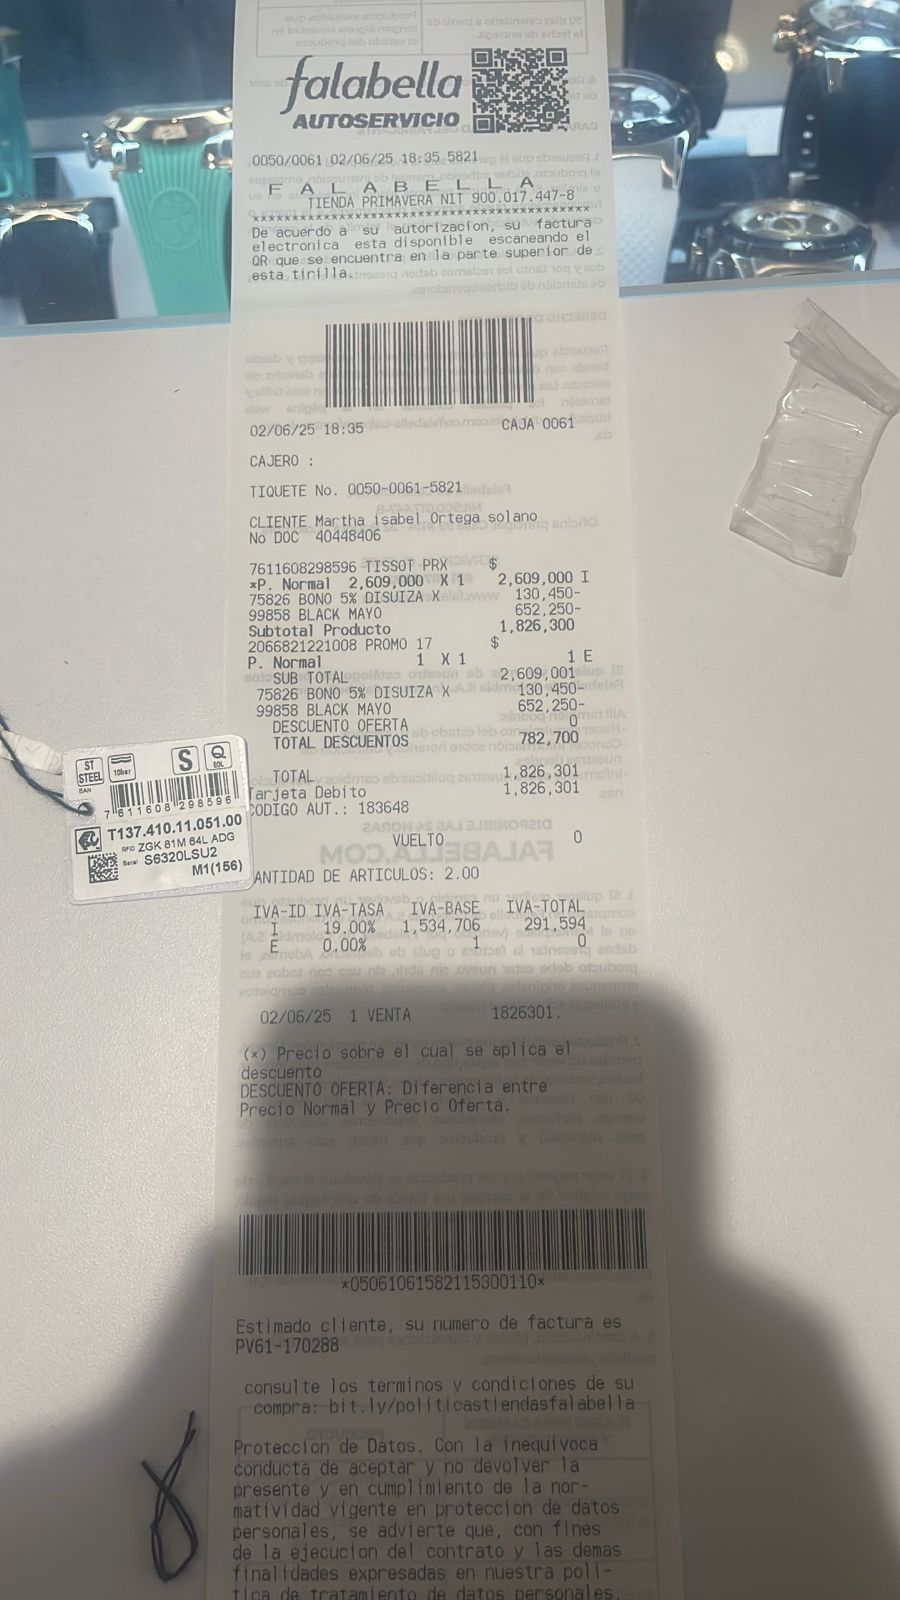 falabella
AUTOSERVICIO
0050/0061 02/06/25 18:35 5821
F A L A B E L L A
TIENDA PRIMAVERA NIT 900.017.447-8
De acuerdo a su autorizacion, su factura
electronica esta disponible escaneando el
QR que se encuentra en la parte superior de
esta tirilla.
02/06/25 18:35 CAJA 0061
CAJERO :
TIQUETE No. 0050-0061-5821
CLIENTE Martha isabel Ortega solano
No DOC 40448406
7611608298596 TISSOT PRX $
*P. Normal 2,609,000 X 1 2,609,000 I
75826 BONO 5% DISUIZA X 130,450-
99858 BLACK MAYO 652,250-
Subtotal Producto 1,826,300
2066821221008 PROMO 17 $
P. Normal 1 X 1 1 E
SUB TOTAL 2,609,001
75826 BONO 5% DISUIZA X 130,450-
99858 BLACK MAYO 652,250-
DESCUENTO OFERTA 0
TOTAL DESCUENTOS 782,700
TOTAL 1,826,301
Tarjeta Debito 1,826,301
CODIGO AUT.: 183648
VUELTO 0
ANTIDAD DE ARTICULOS: 2.00
IVA-ID IVA-TASA IVA-BASE IVA-TOTAL
I 19.00% 1,534,706 291,594
E 0.00% 1 0
02/06/25 1 VENTA 1826301.
(*) Precio sobre el cual se aplica el
descuento
DESCUENTO OFERTA: Diferencia entre
Precio Normal y Precio Oferta.
*05061061582115300110*
Estimado cliente, su numero de factura es
PV61-170288
consulte los terminos y condiciones de su
compra: bit.ly/politicastiendasfalabella
Proteccion de Datos. Con la inequivoca
conducta de aceptar y no devolver la
presente y en cumplimiento de la nor-
matividad vigente en proteccion de datos
personales, se advierte que, con fines
de la ejecucion del contrato y las demas
finalidades expresadas en nuestra poli-
tica de tratamiento de datos personales,
ST
STEEL
10bar
S
Q
EOL
EAN
7 611608 298596
T137.410.11.051.00
RFID ZGK 81M 64L ADG
Serial S6320LSU2
M1(156)